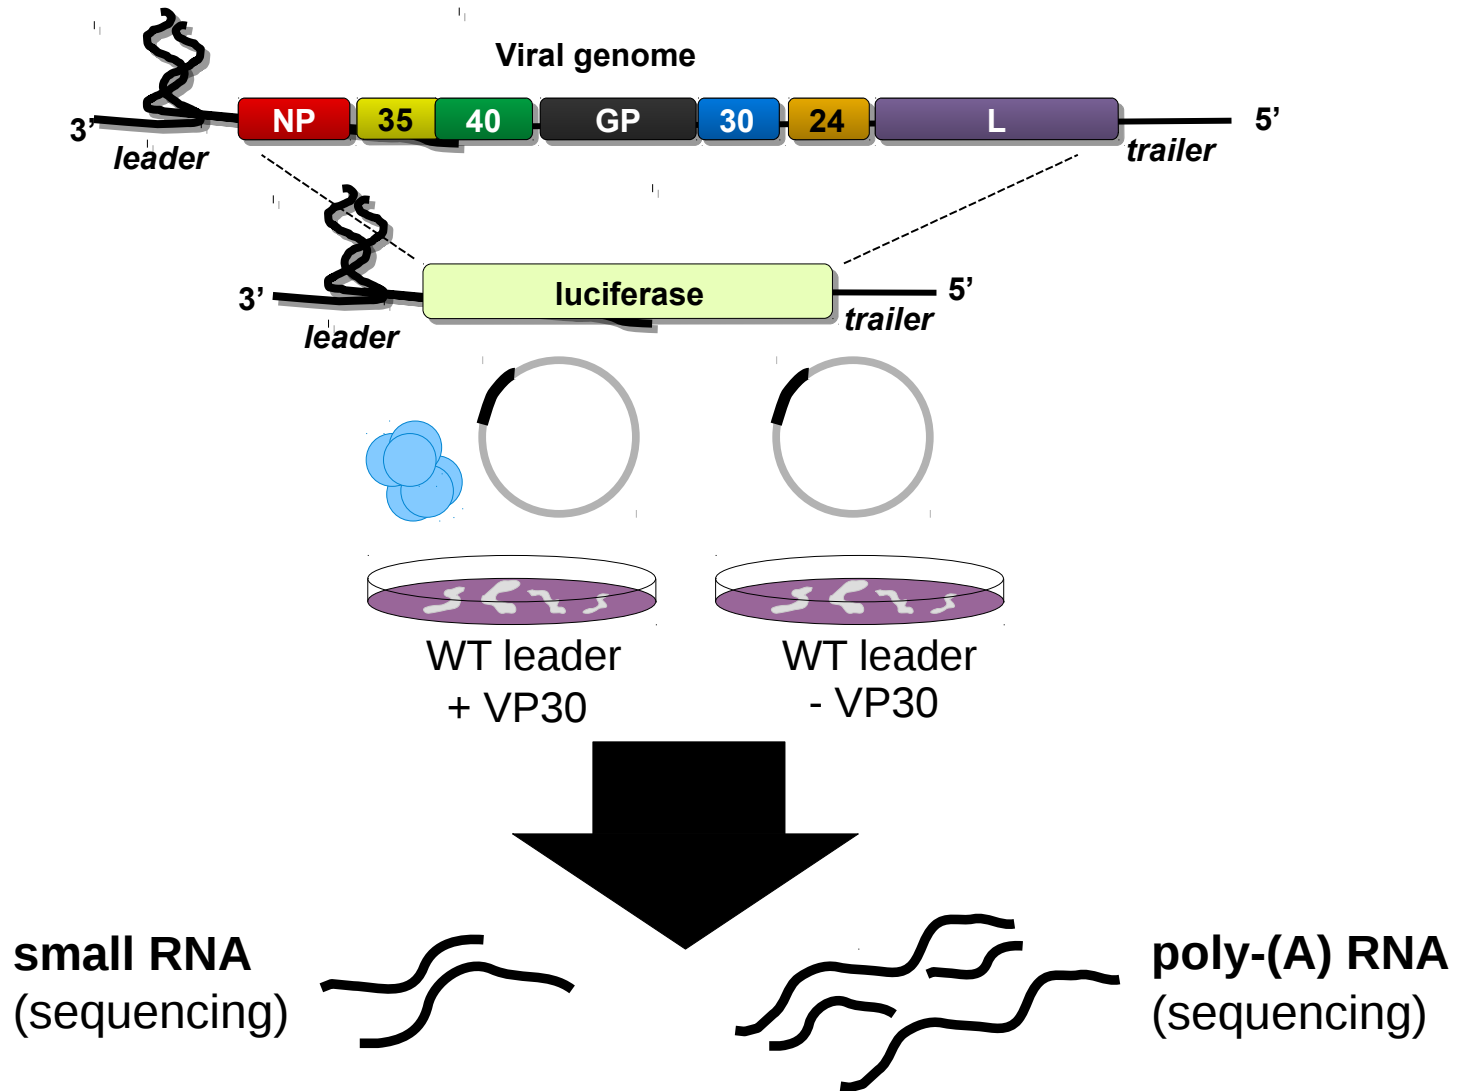 Viral genome
3’ NP 35 40 GP 30 24 L 5’
leader trailer
3’ luciferase 5’
leader trailer
WT leader WT leader
+ VP30 - VP30
small RNA poly-(A) RNA
(sequencing) (sequencing)